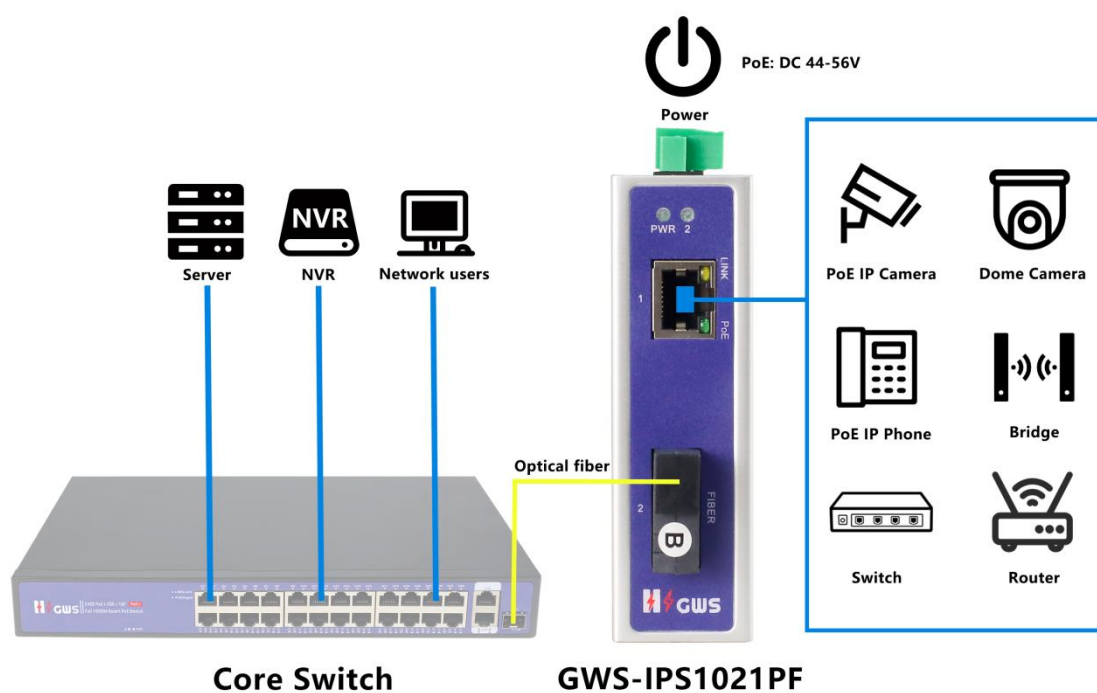 PoE: DC 44-56V
Power
Server
NVR
NVR
Network users
PWR 2
LINK
1
PoE
PoE IP Camera
Dome Camera
PoE IP Phone
Bridge
Optical fiber
2
FIBER
B
Switch
Router
GWS
GWS
Core Switch
GWS-IPS1021PF